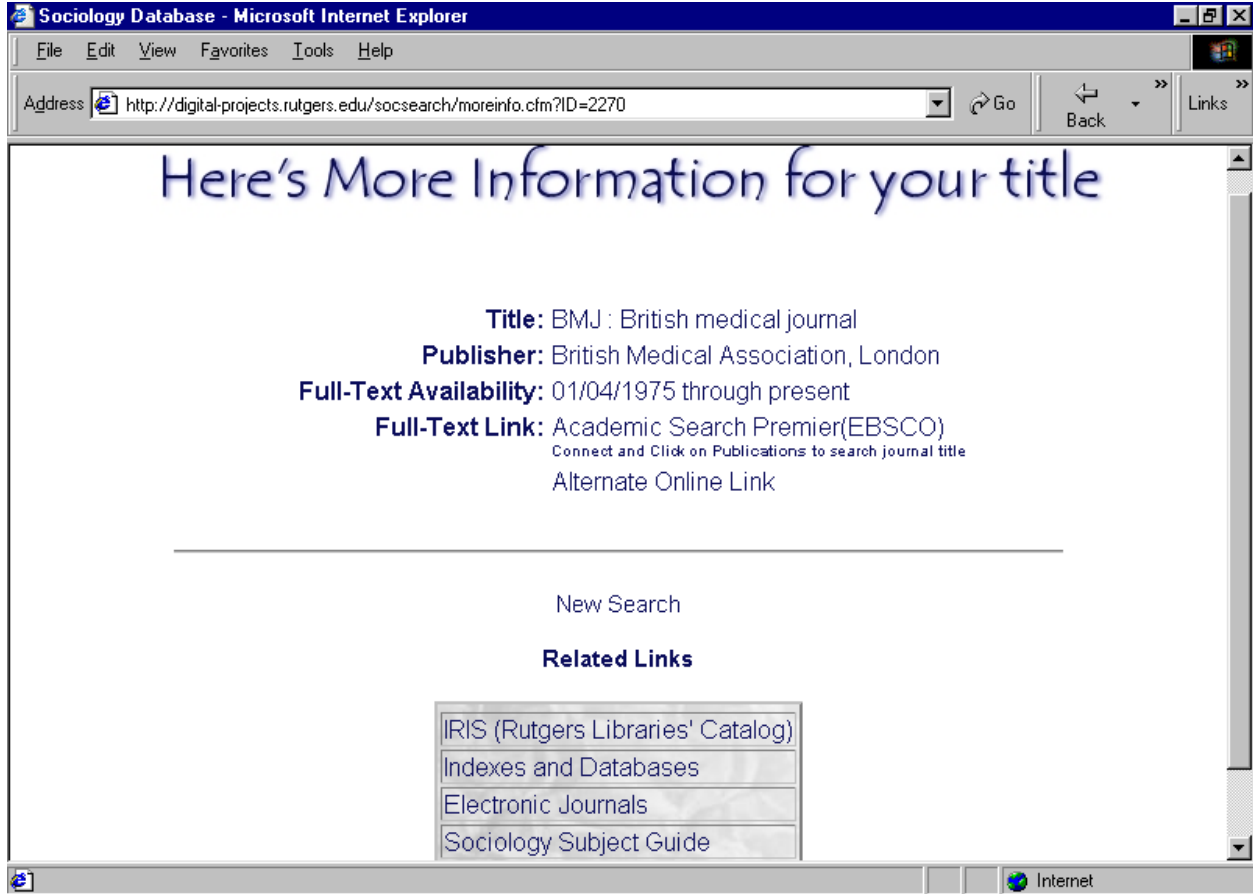 Sociology Database - Microsoft Internet Explorer
File Edit View Favorites Tools Help
Address http://digital-projects.rutgers.edu/socsearch/moreinfo.cfm?ID=2270 Go Back » Links »
Here's More Information for your title
Title: BMJ : British medical journal
Publisher: British Medical Association, London
Full-Text Availability: 01/04/1975 through present
Full-Text Link: Academic Search Premier(EBSCO)
Connect and Click on Publications to search journal title
Alternate Online Link
New Search
Related Links
IRIS (Rutgers Libraries' Catalog)
Indexes and Databases
Electronic Journals
Sociology Subject Guide
Internet